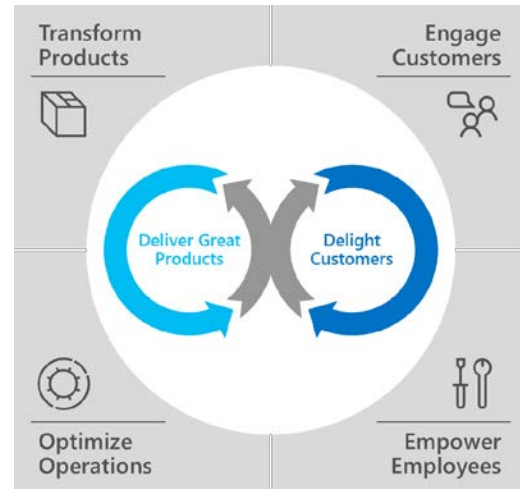 Transform
Products
Engage
Customers
Deliver Great
Products
Delight
Customers
Optimize
Operations
Empower
Employees